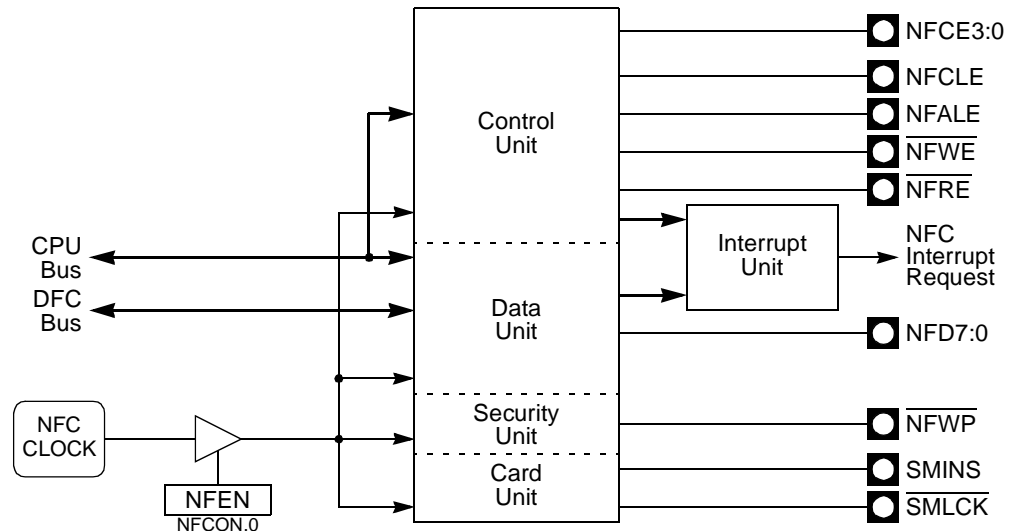 NFCE3:0
NFCLE
NFALE
NFWE
NFRE
Control
Unit
CPU
Bus
DFC
Bus
Interrupt
Unit
NFC
Interrupt
Request
Data
Unit
NFD7:0
NFC
CLOCK
NFEN
NFCON.0
Security
Unit
NFWP
Card
Unit
SMINS
SMLCK